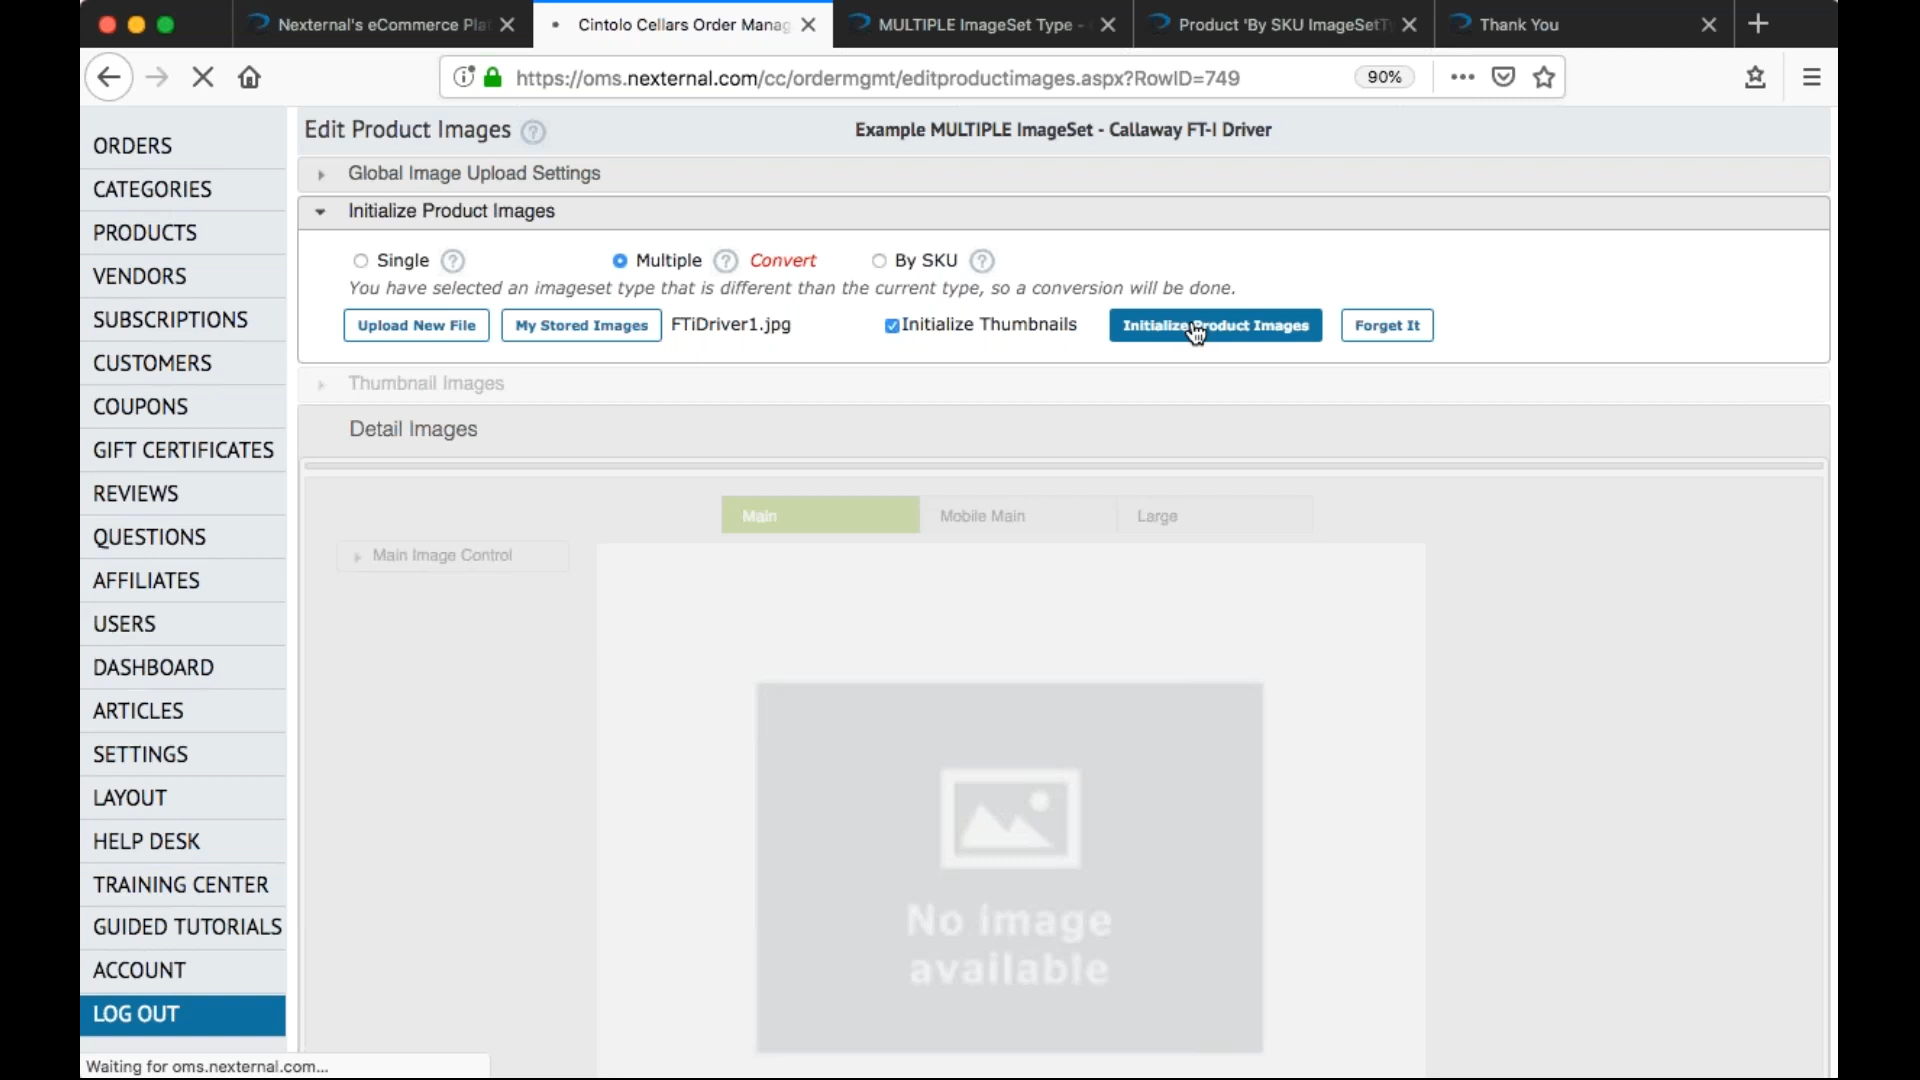 Nexternal's eCommerce Pla
Cintolo Cellars Order Manag
MULTIPLE ImageSet Type -
Product 'By SKU ImageSetT
Thank You
https://oms.nexternal.com/cc/ordermgmt/editproductimages.aspx?RowID=749
90%
Edit Product Images ?
Example MULTIPLE ImageSet - Callaway FT-I Driver
ORDERS
CATEGORIES
PRODUCTS
VENDORS
SUBSCRIPTIONS
CUSTOMERS
COUPONS
GIFT CERTIFICATES
REVIEWS
QUESTIONS
AFFILIATES
USERS
DASHBOARD
ARTICLES
SETTINGS
LAYOUT
HELP DESK
TRAINING CENTER
GUIDED TUTORIALS
ACCOUNT
LOG OUT
Global Image Upload Settings
Initialize Product Images
Single ? Multiple ? Convert By SKU ?
You have selected an imageset type that is different than the current type, so a conversion will be done.
Upload New File My Stored Images FTiDriver1.jpg Initialize Thumbnails Initialize Product Images Forget It
Thumbnail Images
Detail Images
Main Mobile Main Large
Main Image Control
No image
available
Waiting for oms.nexternal.com...